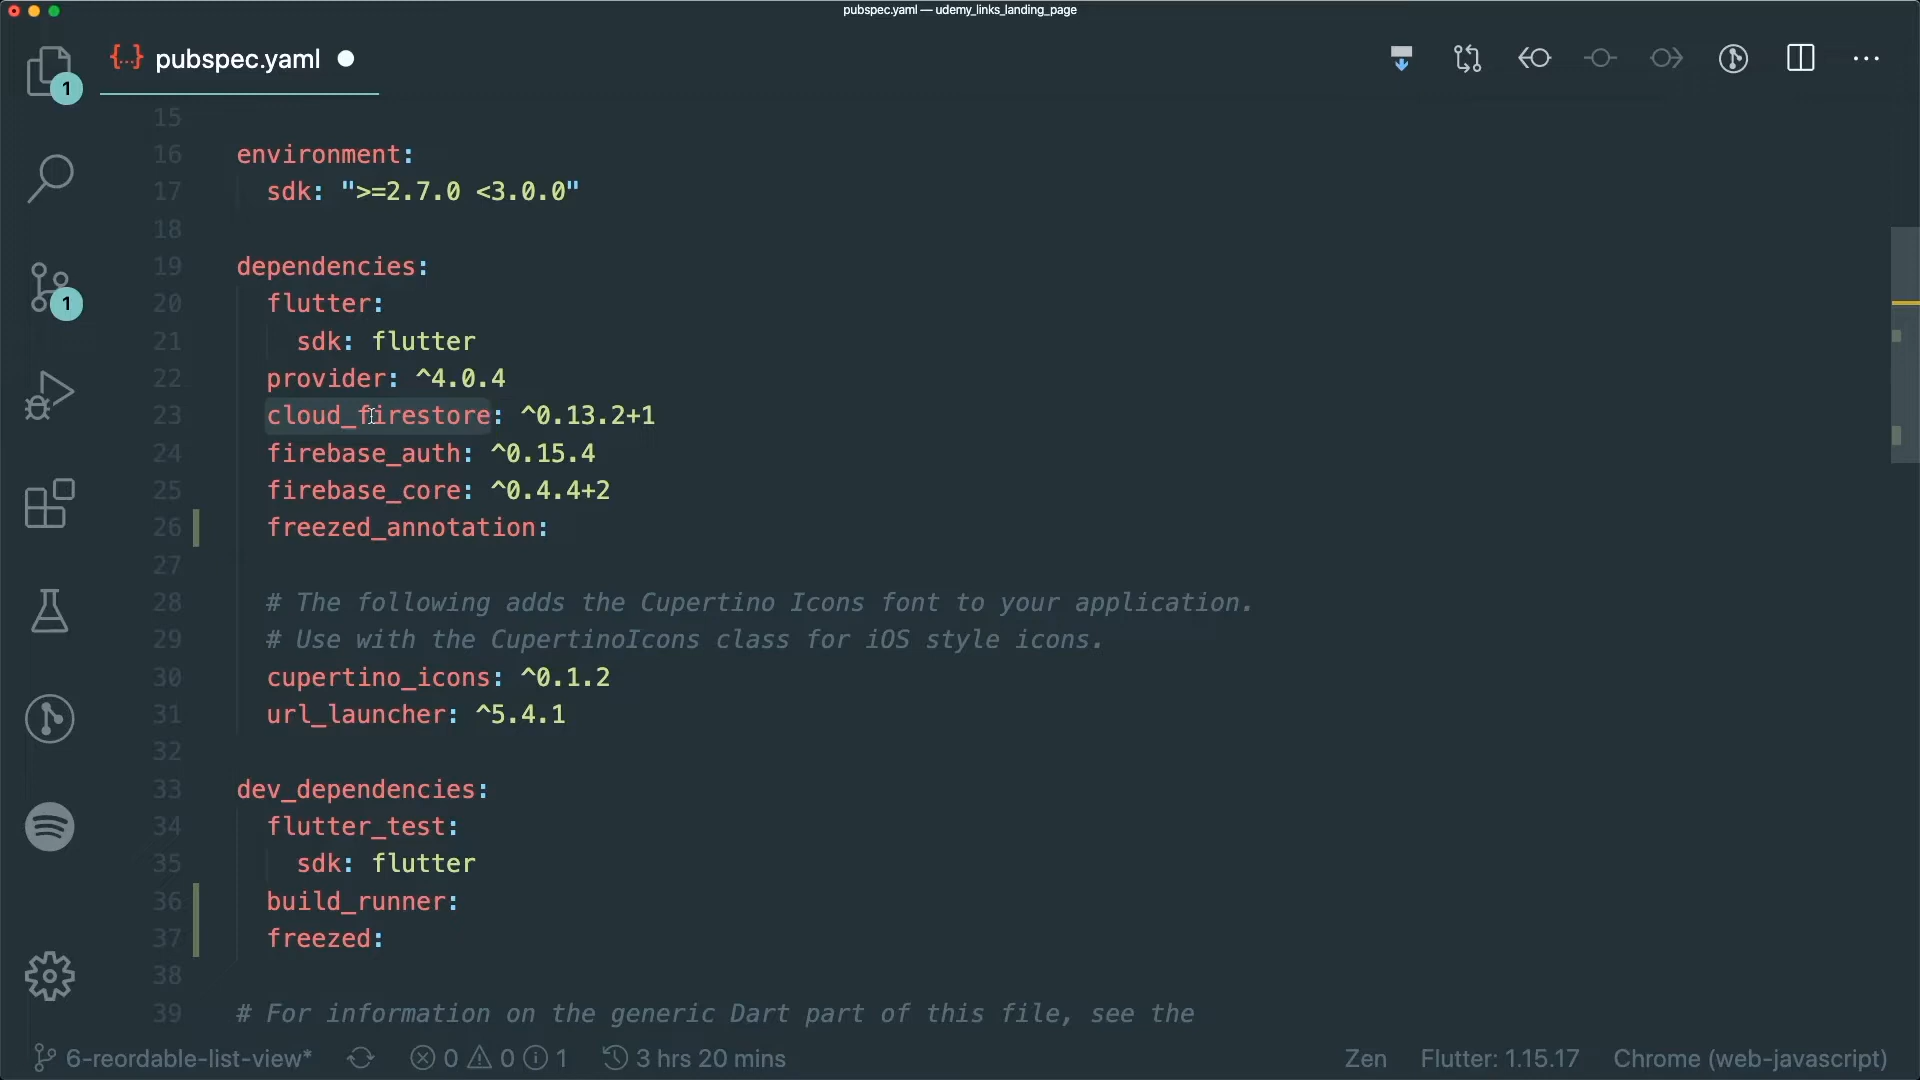 pubspec.yaml — udemy_links_landing_page
{...} pubspec.yaml
1
1
15
16 environment:
17 sdk: ">=2.7.0 <3.0.0"
18
19 dependencies:
20 flutter:
21 sdk: flutter
22 provider: ^4.0.4
23 cloud_firestore: ^0.13.2+1
24 firebase_auth: ^0.15.4
25 firebase_core: ^0.4.4+2
26 freezed_annotation:
27
28 # The following adds the Cupertino Icons font to your application.
29 # Use with the CupertinoIcons class for iOS style icons.
30 cupertino_icons: ^0.1.2
31 url_launcher: ^5.4.1
32
33 dev_dependencies:
34 flutter_test:
35 sdk: flutter
36 build_runner:
37 freezed:
38
39 # For information on the generic Dart part of this file, see the
6-reordable-list-view* 0 0 1 3 hrs 20 mins Zen Flutter: 1.15.17 Chrome (web-javascript)